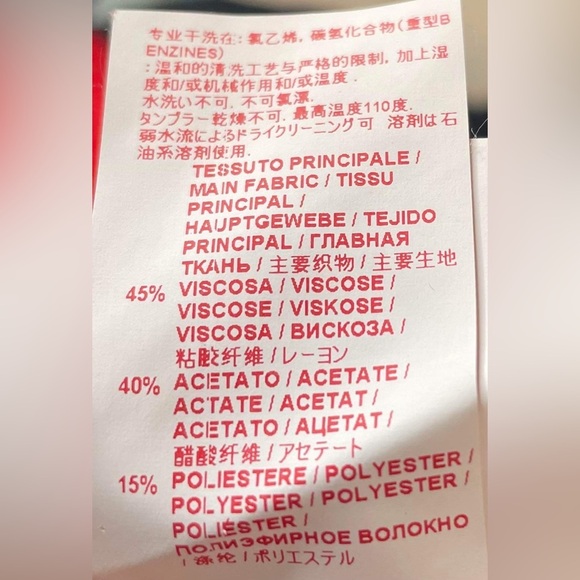 专业干洗在: 氯乙烯, 碳氢化合物(重型B
ENZINES)
: 温和的清洗工艺与严格的限制, 加上湿
度和/或机械作用和/或温度.
水洗い不可. 不可氯漂.
タンブラー乾燥不可. 最高温度110度.
弱水流によるドライクリーニング可 溶剤は石
油系溶剤使用.
TESSUTO PRINCIPALE /
MAIN FABRIC / TISSU
PRINCIPAL /
HAUPTGEWEBE / TEJIDO
PRINCIPAL / ГЛАВНАЯ
ТКАНЬ / 主要织物 / 主要生地
45% VISCOSA / VISCOSE /
VISCOSE / VISKOSE /
VISCOSA / ВИСКОЗА /
粘胶纤维 / レーヨン
40% ACETATO / ACETATE /
ACTATE / ACETAT /
ACETATO / АЦЕТАТ /
醋酸纤维 / アセテート
15% POLIESTERE / POLYESTER /
POLYESTER / POLYESTER /
POLIESTER /
ПОЛИЭФИРНОЕ ВОЛОКНО
/ 涤纶 / ポリエステル